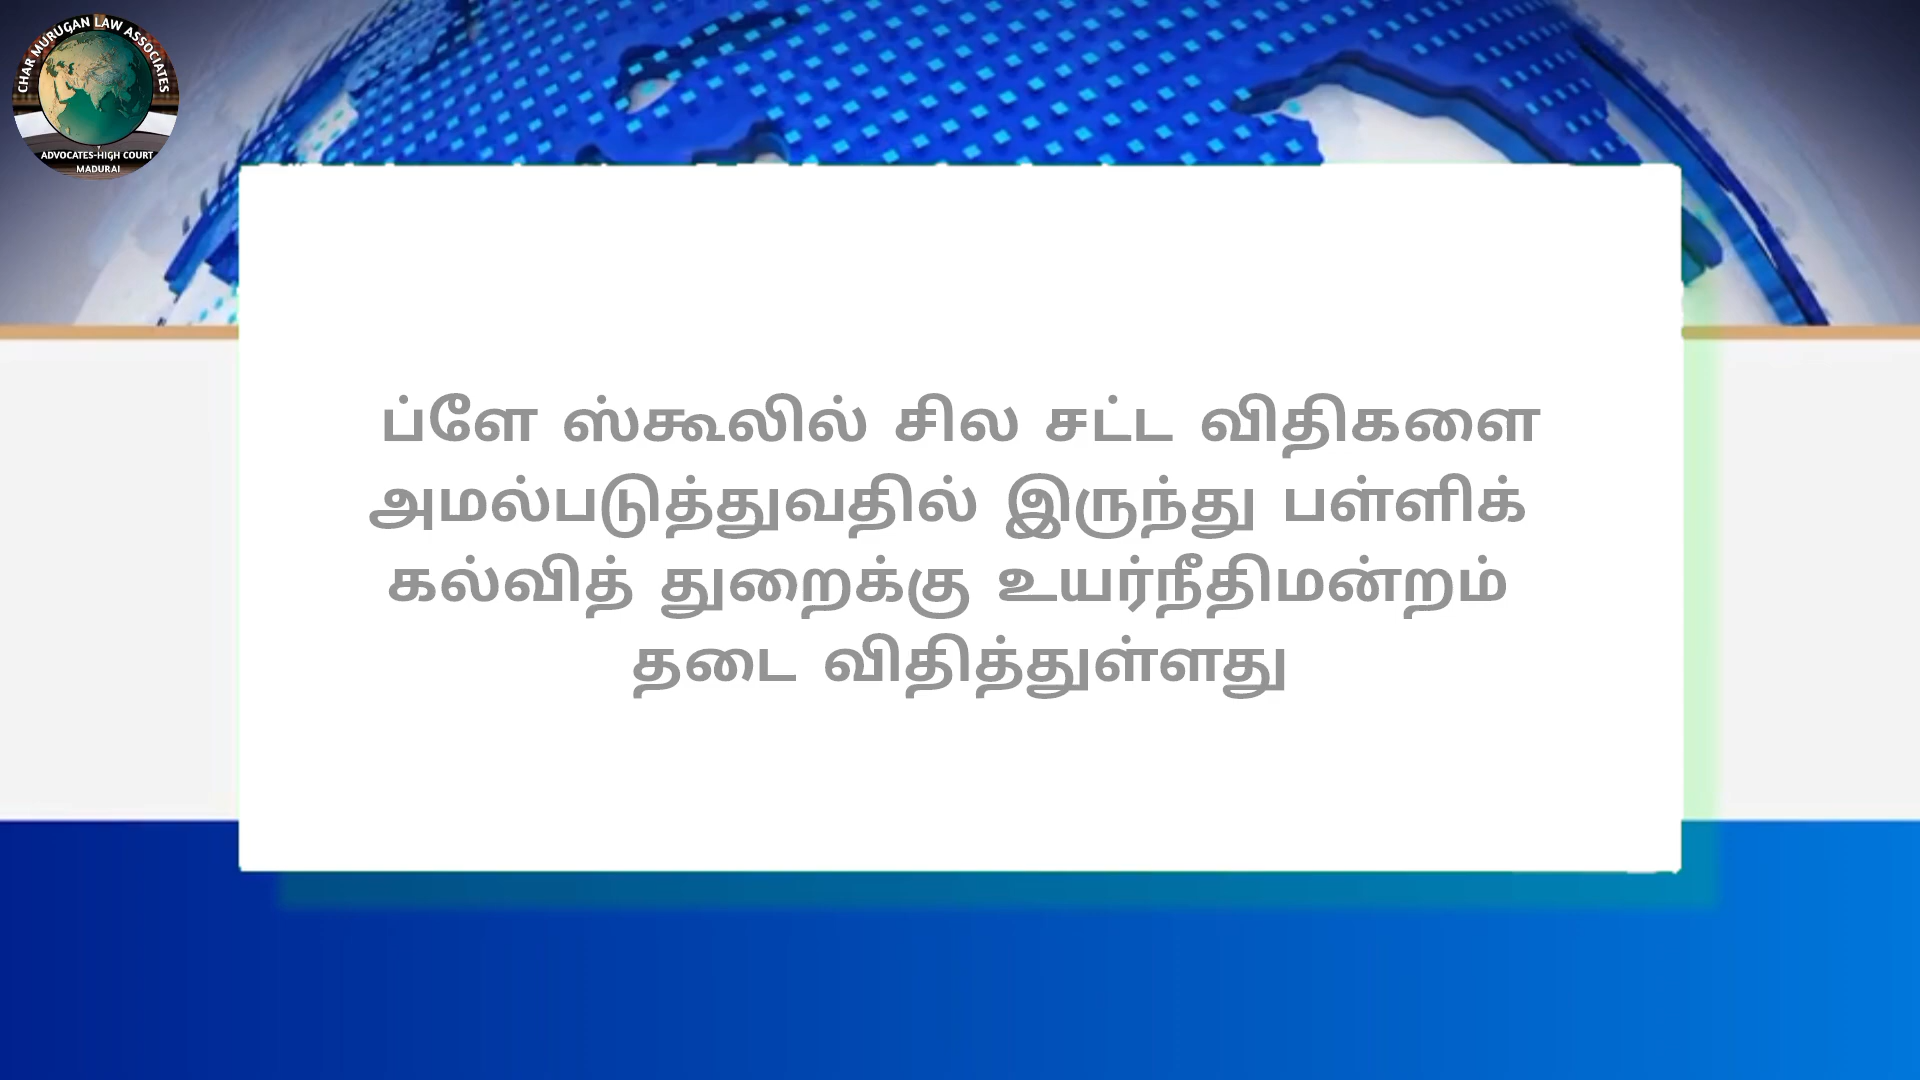 CHAR MURUGAN LAW ASSOCIATES
ADVOCATES-HIGH COURT
MADURAI
ப்ளே ஸ்கூலில் சில சட்ட விதிகளை
அமல்படுத்துவதில் இருந்து பள்ளிக்
கல்வித் துறைக்கு உயர்நீதிமன்றம்
தடை விதித்துள்ளது